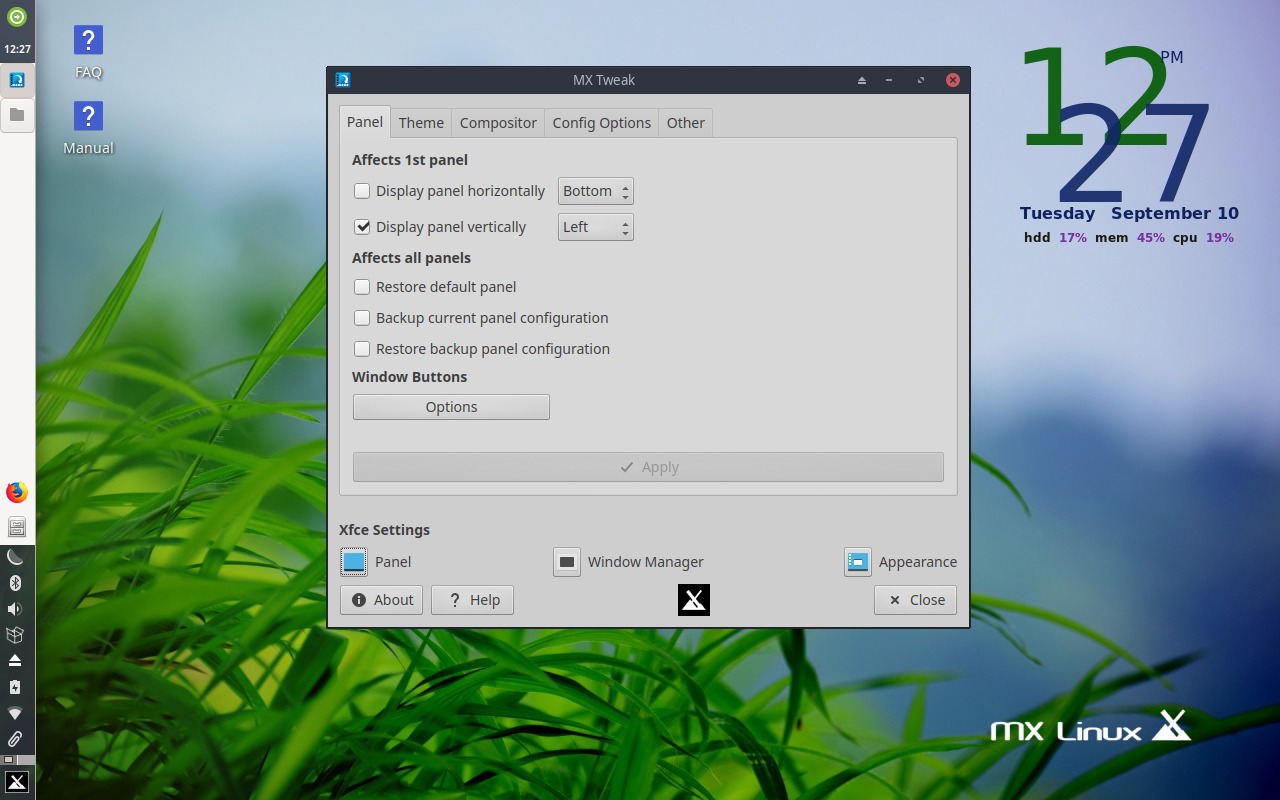 12:27
FAQ
Manual
MX Tweak
Panel Theme Compositor Config Options Other
Affects 1st panel
Display panel horizontally Bottom
Display panel vertically Left
Affects all panels
Restore default panel
Backup current panel configuration
Restore backup panel configuration
Window Buttons
Options
Apply
Xfce Settings
Panel Window Manager Appearance
About Help Close
12 PM
27
Tuesday September 10
hdd 17% mem 45% cpu 19%
MX Linux